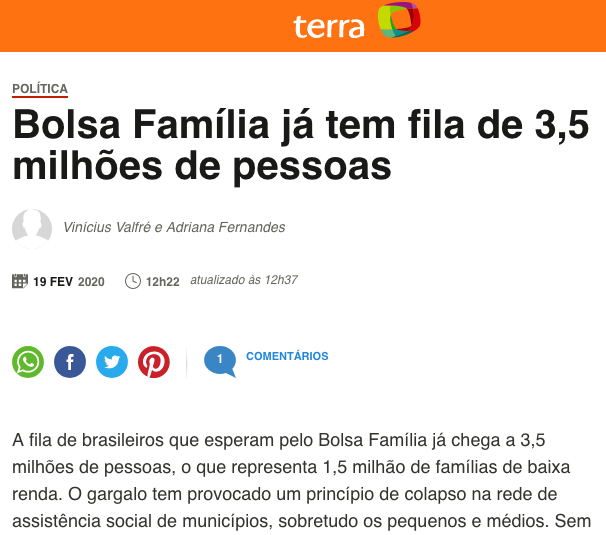 terra
POLÍTICA
Bolsa Família já tem fila de 3,5
milhões de pessoas
Vinícius Valfré e Adriana Fernandes
19 FEV 2020 12h22 atualizado às 12h37
1 COMENTÁRIOS
A fila de brasileiros que esperam pelo Bolsa Família já chega a 3,5
milhões de pessoas, o que representa 1,5 milhão de famílias de baixa
renda. O gargalo tem provocado um princípio de colapso na rede de
assistência social de municípios, sobretudo os pequenos e médios. Sem